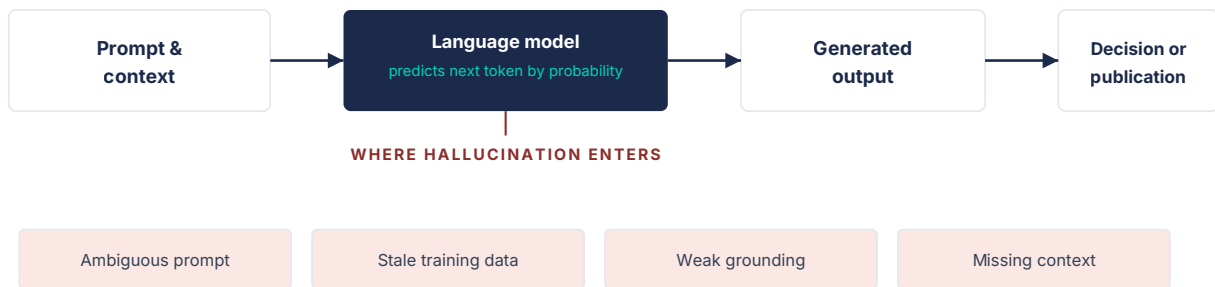 Prompt &
context
Language model
predicts next token by probability
Generated
output
Decision or
publication
WHERE HALLUCINATION ENTERS
Ambiguous prompt
Stale training data
Weak grounding
Missing context